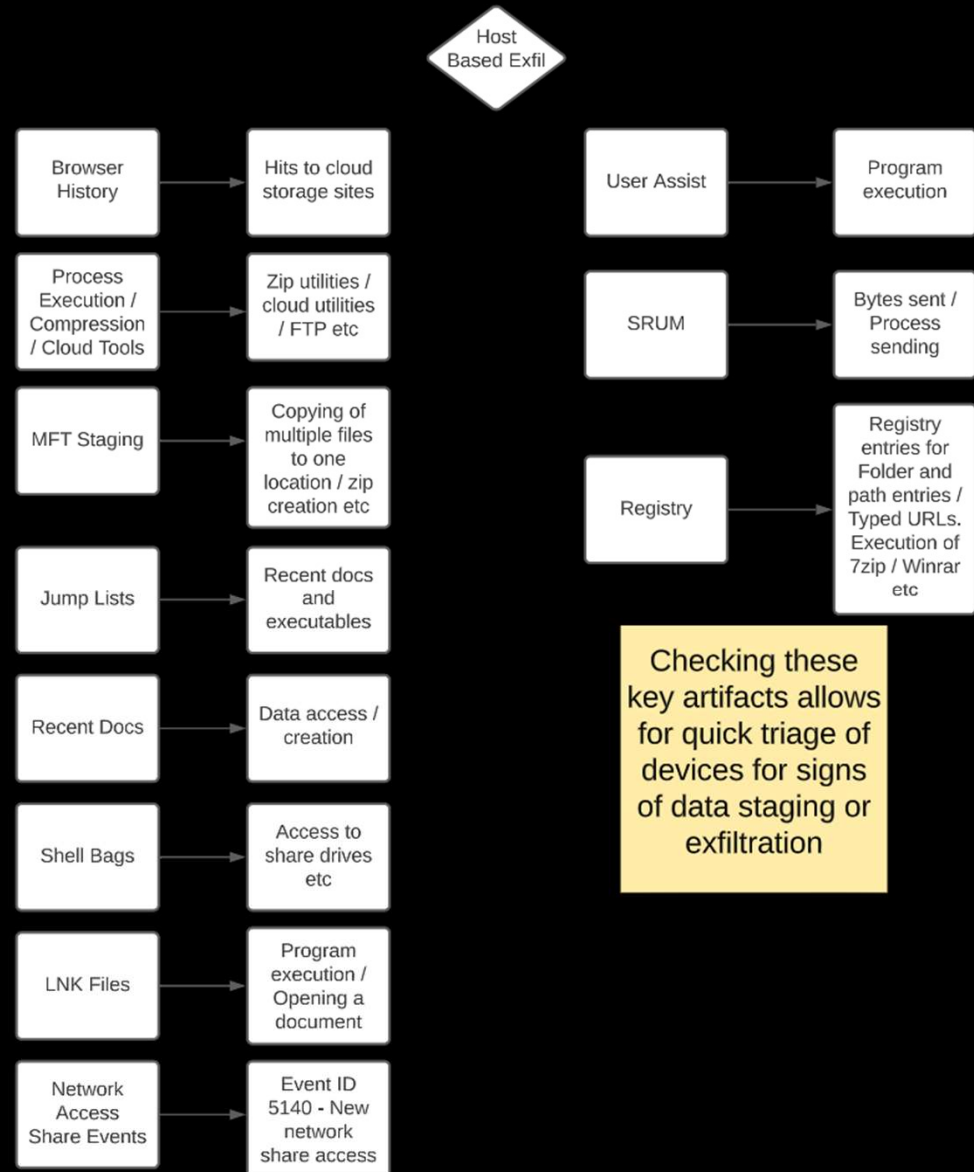 Host
Based Exfil
Browser
History
Hits to cloud
storage sites
Process
Execution /
Compression
/ Cloud Tools
Zip utilities /
cloud utilities
/ FTP etc
MFT Staging
Copying of
multiple files
to one
location / zip
creation etc
Jump Lists
Recent docs
and
executables
Recent Docs
Data access /
creation
Shell Bags
Access to
share drives
etc
LNK Files
Program
execution /
Opening a
document
Network
Access
Share Events
Event ID
5140 - New
network
share access
User Assist
Program
execution
SRUM
Bytes sent /
Process
sending
Registry
Registry
entries for
Folder and
path entries /
Typed URLs.
Execution of
7zip / Winrar
etc
Checking these
key artifacts allows
for quick triage of
devices for signs
of data staging or
exfiltration